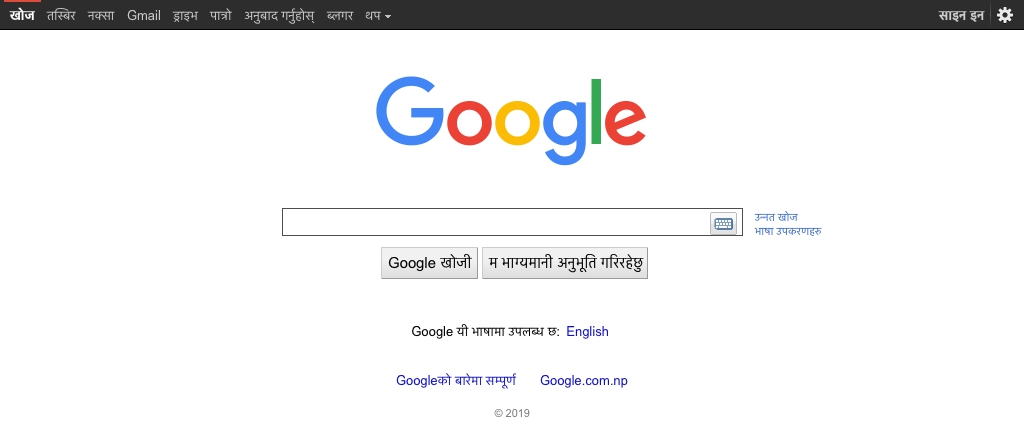 खोज तस्बिर नक्सा Gmail ड्राइभ पात्रो अनुबाद गर्नुहोस् ब्लगर थप साइन इन
Google
उन्नत खोज
भाषा उपकरणहरु
Google खोजी म भाग्यमानी अनुभूति गरिरहेछु
Google यी भाषामा उपलब्ध छ: English
Googleको बारेमा सम्पूर्ण Google.com.np
© 2019